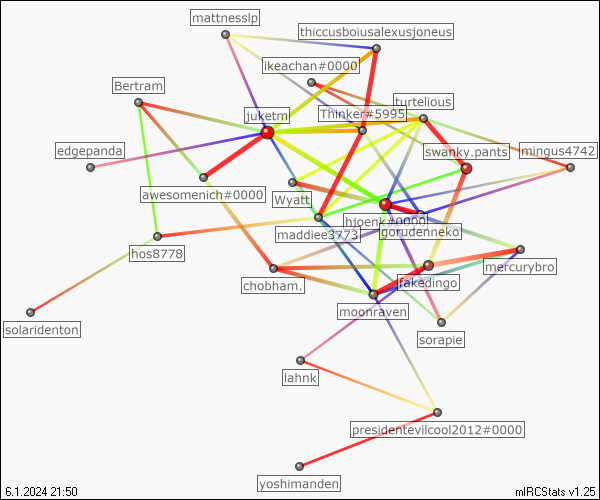 mattnesslp
thiccusboiusalexusjoneus
ikeachan#0000
Bertram
turtelious
juketm
Thinker#5995
edgepanda
swanky.pants
mingus4742
awesomenich#0000
Wyatt
hjoenk#0000
maddiee3773
gorudenneko
hos8778
mercurybro
chobham.
fakedingo
moonraven
solaridenton
sorapie
lahnk
presidentevilcool2012#0000
yoshimanden
6.1.2024 21:50
mIRCStats v1.25